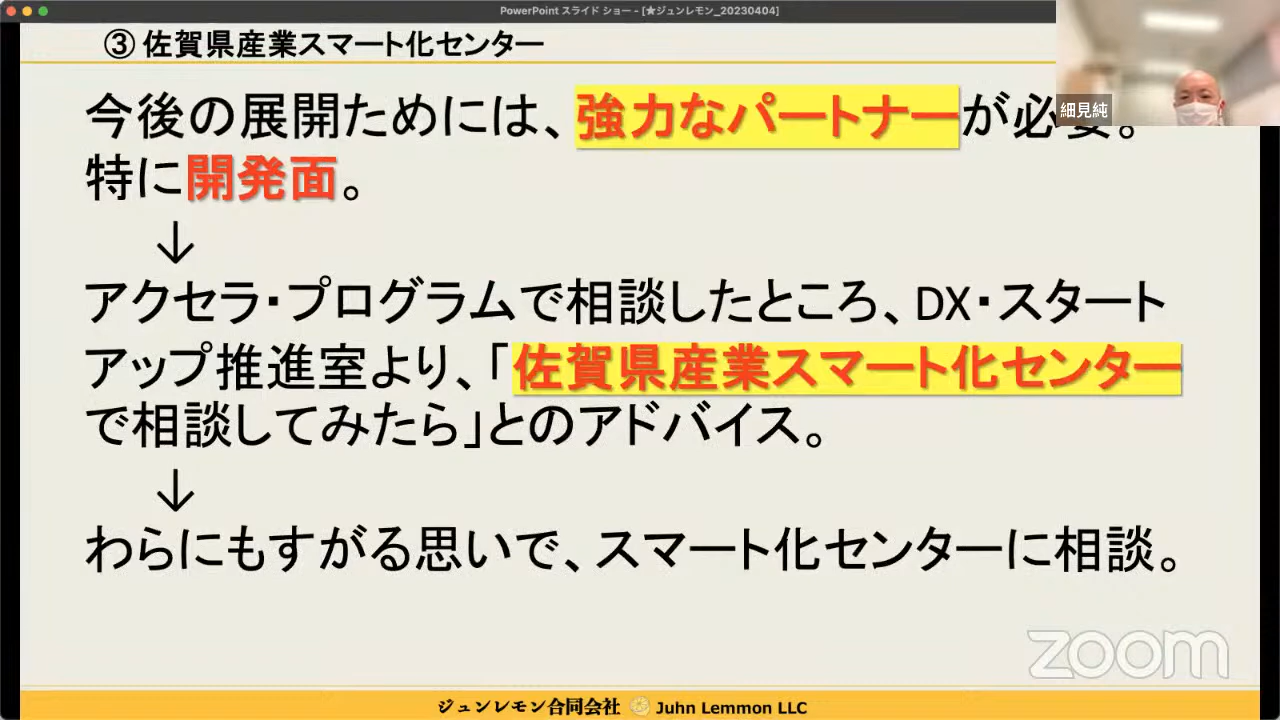 PowerPoint スライド ショー - [★ジュンレモン_20230404]
③ 佐賀県産業スマート化センター
細見純
今後の展開ためには、強力なパートナーが必要。
特に開発面。
↓
アクセラ・プログラムで相談したところ、DX・スタート
アップ推進室より、「佐賀県産業スマート化センター
で相談してみたら」とのアドバイス。
↓
わらにもすがる思いで、スマート化センターに相談。
zoom
ジュンレモン合同会社 Juhn Lemmon LLC